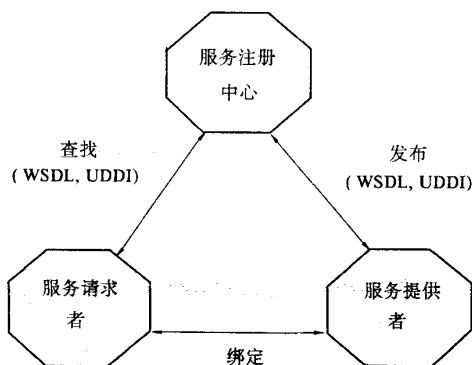 服务注册
中心
查找
( WSDL, UDDI)
发布
( WSDL, UDDI)
服务请求
者
服务提供
者
绑定